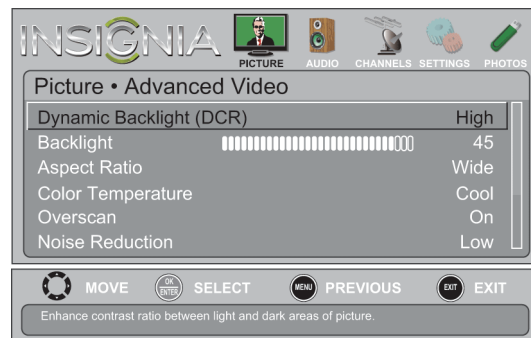 INSIGNIA
PICTURE AUDIO CHANNELS SETTINGS PHOTOS
Picture • Advanced Video
Dynamic Backlight (DCR) High
Backlight 45
Aspect Ratio Wide
Color Temperature Cool
Overscan On
Noise Reduction Low
MOVE OK ENTER SELECT MENU PREVIOUS EXIT EXIT
Enhance contrast ratio between light and dark areas of picture.